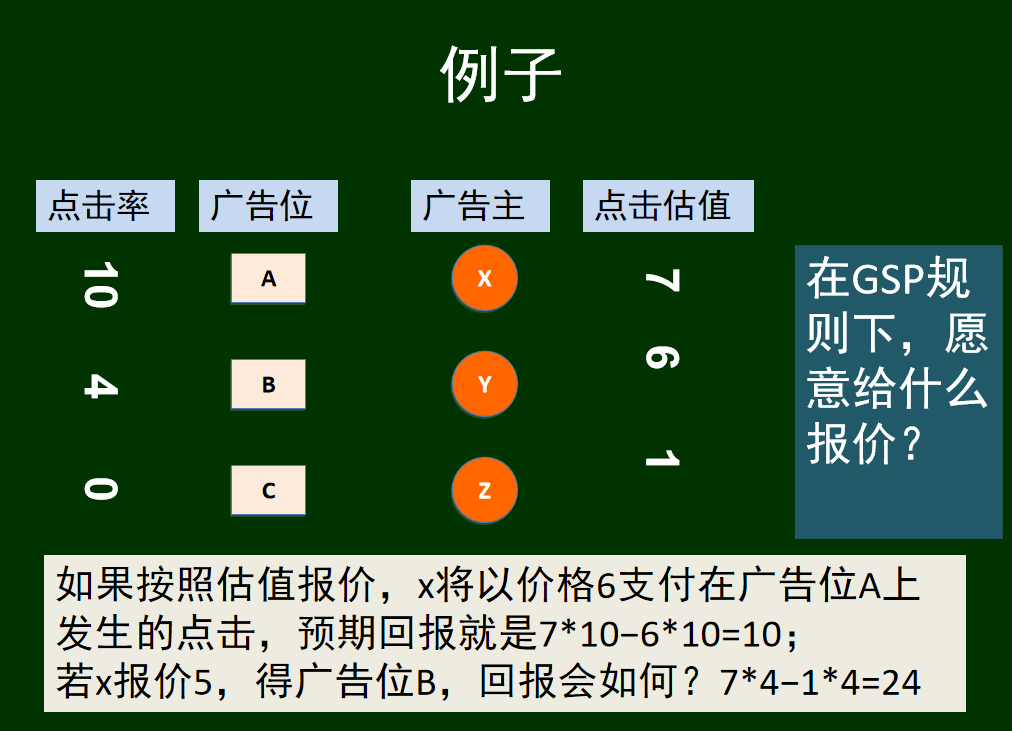 例子
点击率 广告位 广告主 点击估值
10 A X 7
4 B Y 6
0 C Z 1
在GSP规
则下，愿
意给什么
报价？
如果按照估值报价，x将以价格6支付在广告位A上
发生的点击，预期回报就是7*10−6*10=10；
若x报价5，得广告位B，回报会如何？7*4−1*4=24